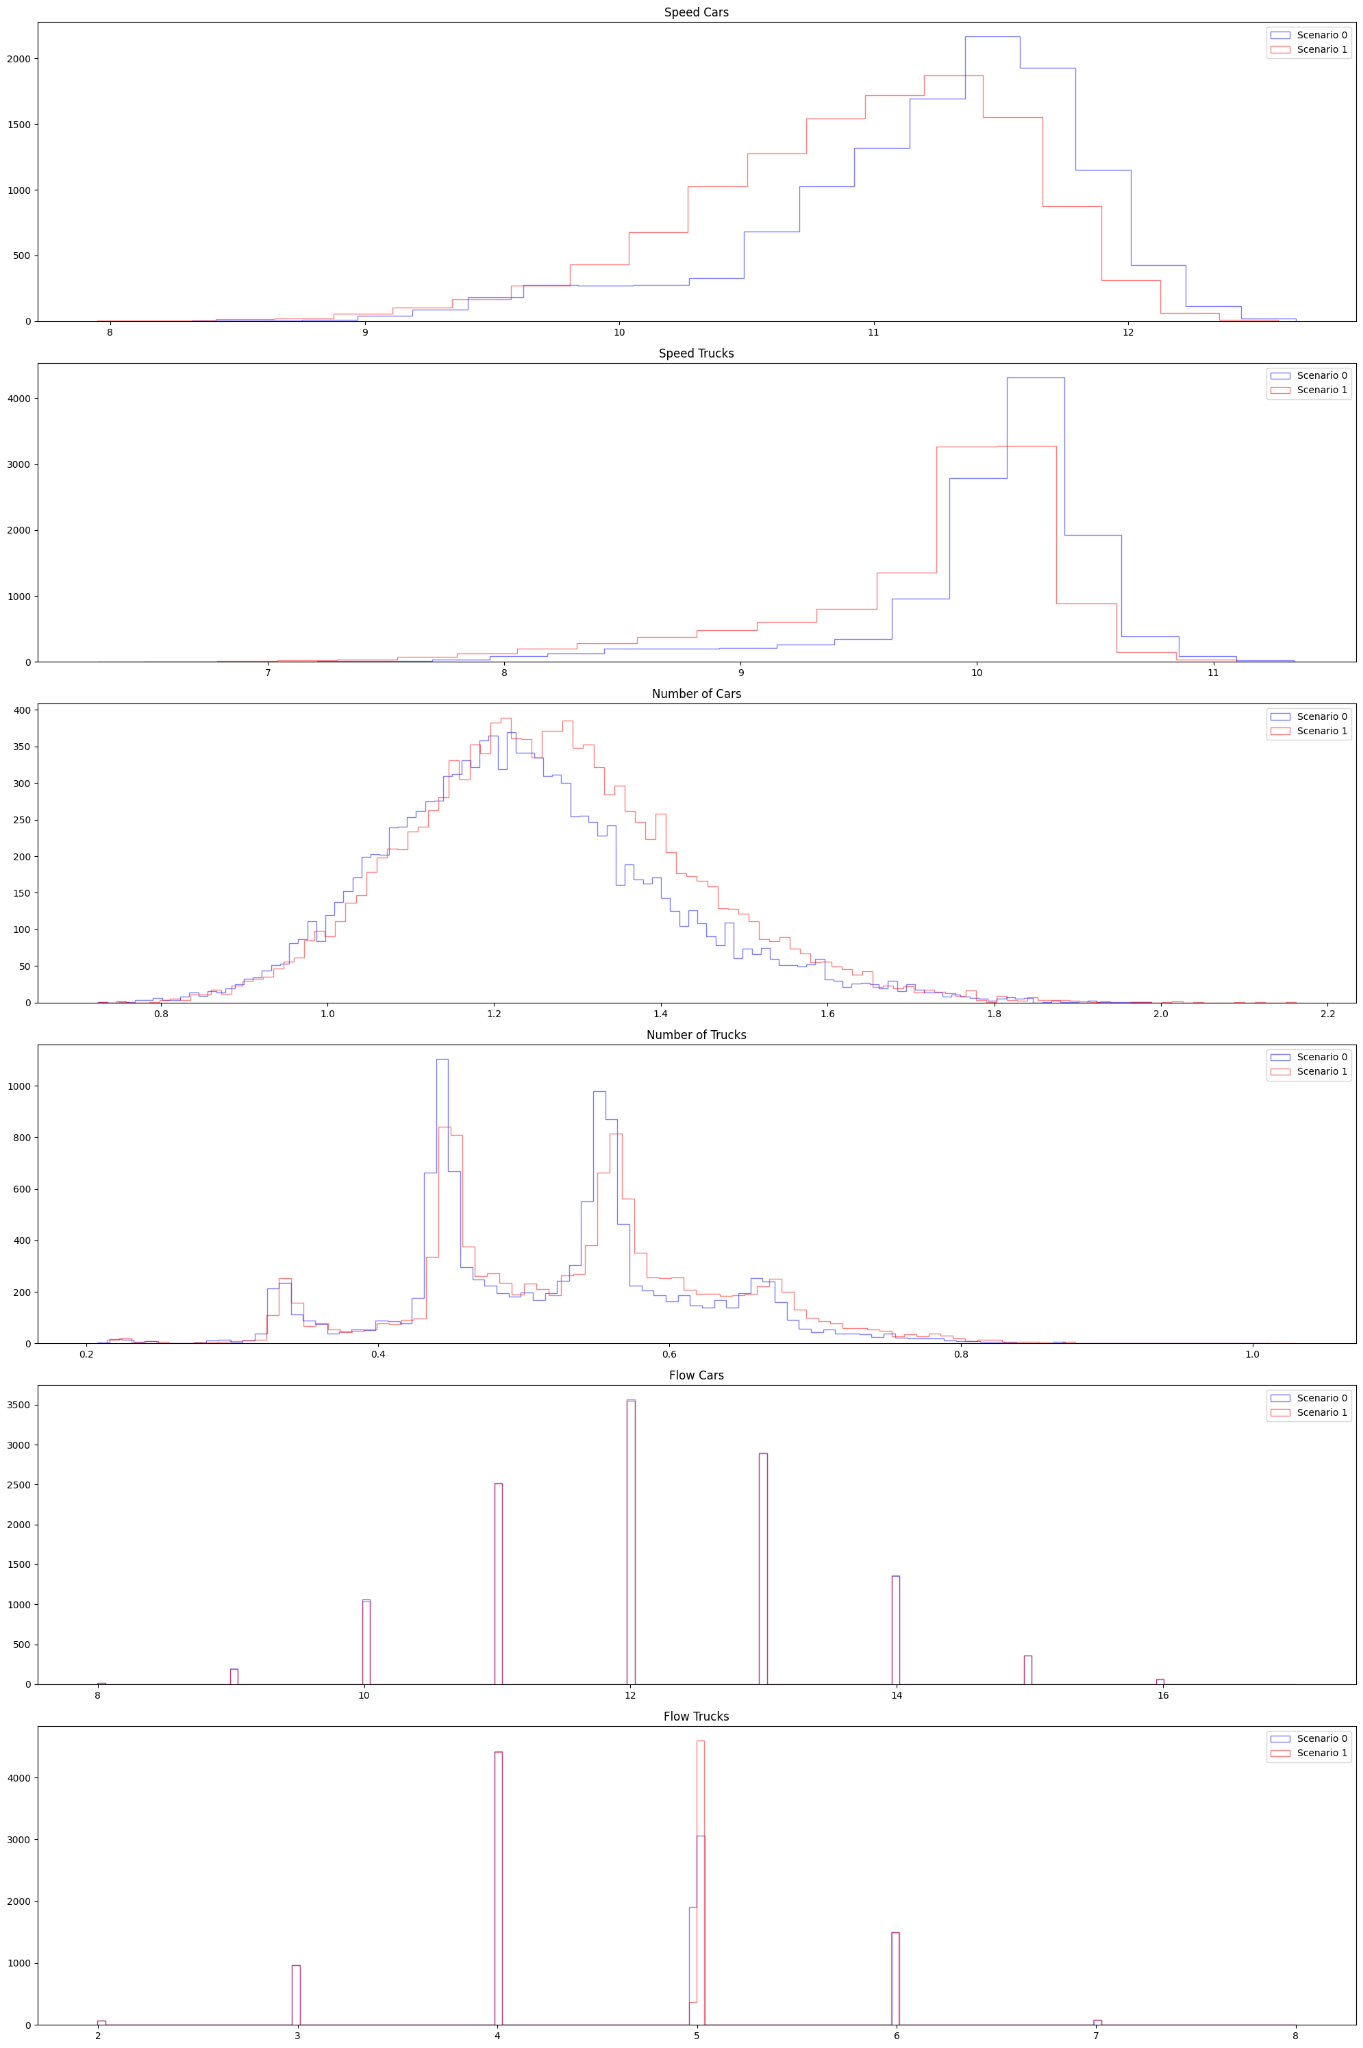 Speed Cars
Scenario 0
Scenario 1
2000
1500
1000
500
0
8 9 10 11 12
Speed Trucks
Scenario 0
Scenario 1
4000
3000
2000
1000
0
7 8 9 10 11
Number of Cars
Scenario 0
Scenario 1
400
350
300
250
200
150
100
50
0
0.8 1.0 1.2 1.4 1.6 1.8 2.0 2.2
Number of Trucks
Scenario 0
Scenario 1
1000
800
600
400
200
0
0.2 0.4 0.6 0.8 1.0
Flow Cars
Scenario 0
Scenario 1
3500
3000
2500
2000
1500
1000
500
0
8 10 12 14 16
Flow Trucks
Scenario 0
Scenario 1
4000
3000
2000
1000
0
2 3 4 5 6 7 8